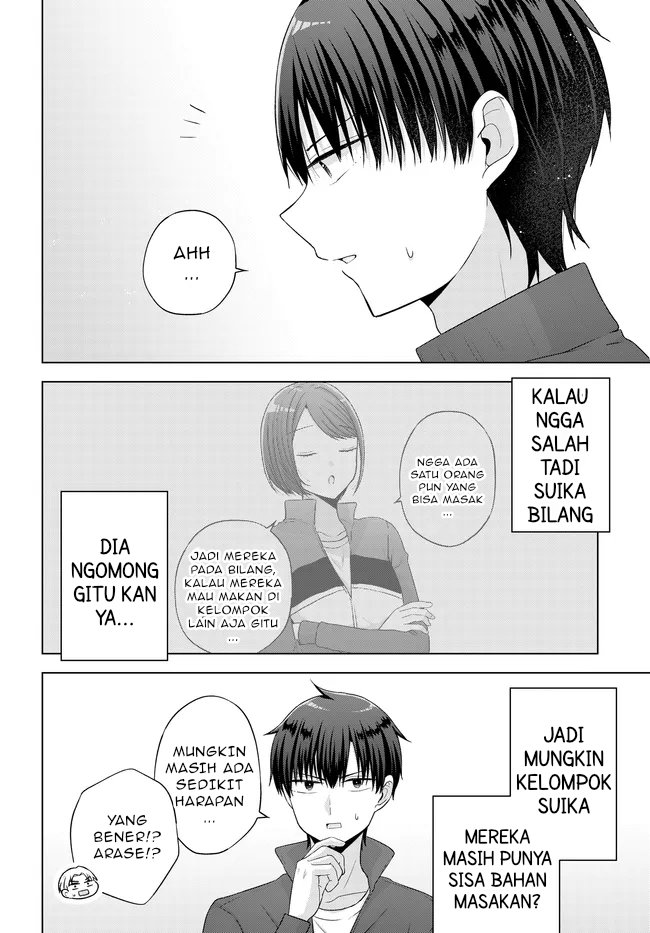 AHH
...
KALAU
NGGA
SALAH
TADI
SUIKA
BILANG
NGGA ADA
SATU ORANG
PUN YANG
BISA MASAK
...
JADI MEREKA
PADA BILANG,
KALAU MEREKA
MAU MAKAN DI
KELOMPOK
LAIN AJA GITU
...
DIA
NGOMONG
GITU KAN
YA...
JADI
MUNGKIN
KELOMPOK
SUIKA
MEREKA
MASIH PUNYA
SISA BAHAN
MASAKAN?
MUNGKIN
MASIH ADA
SEDIKIT
HARAPAN
...
YANG
BENER!?
ARASE!?